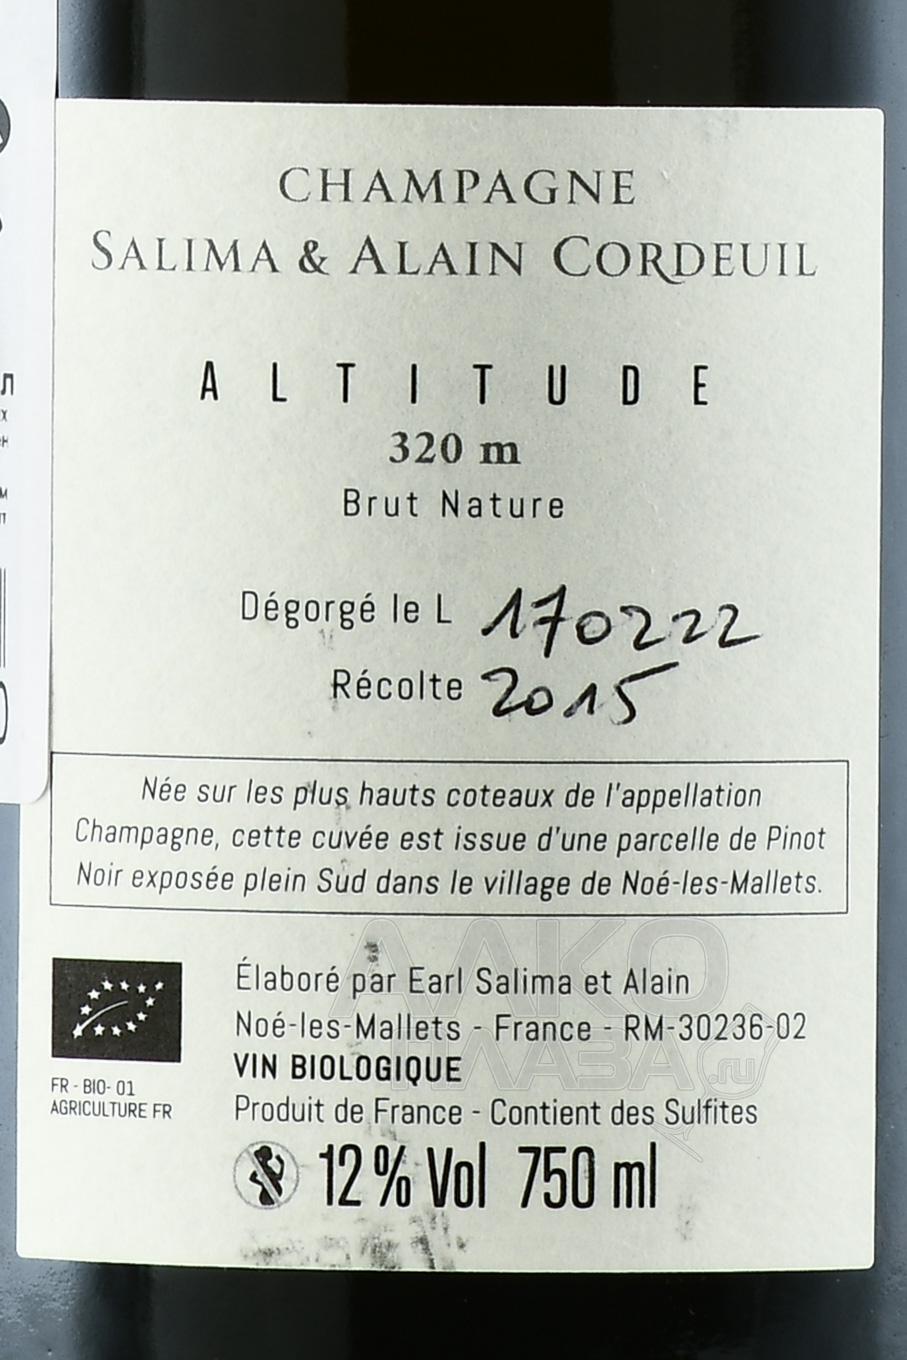 CHAMPAGNE
SALIMA & ALAIN CORDEUIL
ALTITUDE
320 m
Brut Nature
Dégorgé le L 170222
Récolte 2015
Née sur les plus hauts coteaux de l'appellation
Champagne, cette cuvée est issue d'une parcelle de Pinot
Noir exposée plein Sud dans le village de Noé-les-Mallets.
Élaboré par Earl Salima et Alain
Noé-les-Mallets - France - RM-30236-02
VIN BIOLOGIQUE
Produit de France - Contient des Sulfites
FR - BIO- 01
AGRICULTURE FR
12 % Vol 750 ml
АЛКО
ГЛАЗА.ru